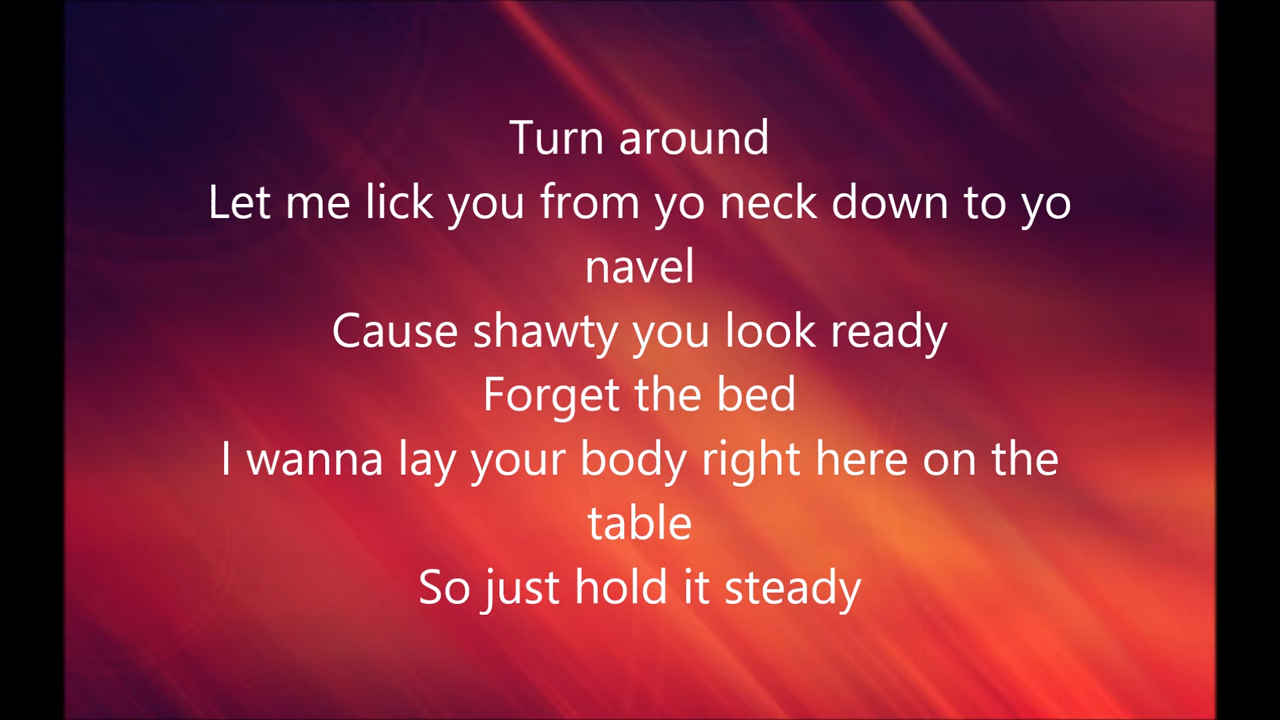 Turn around
Let me lick you from yo neck down to yo
navel
Cause shawty you look ready
Forget the bed
I wanna lay your body right here on the
table
So just hold it steady